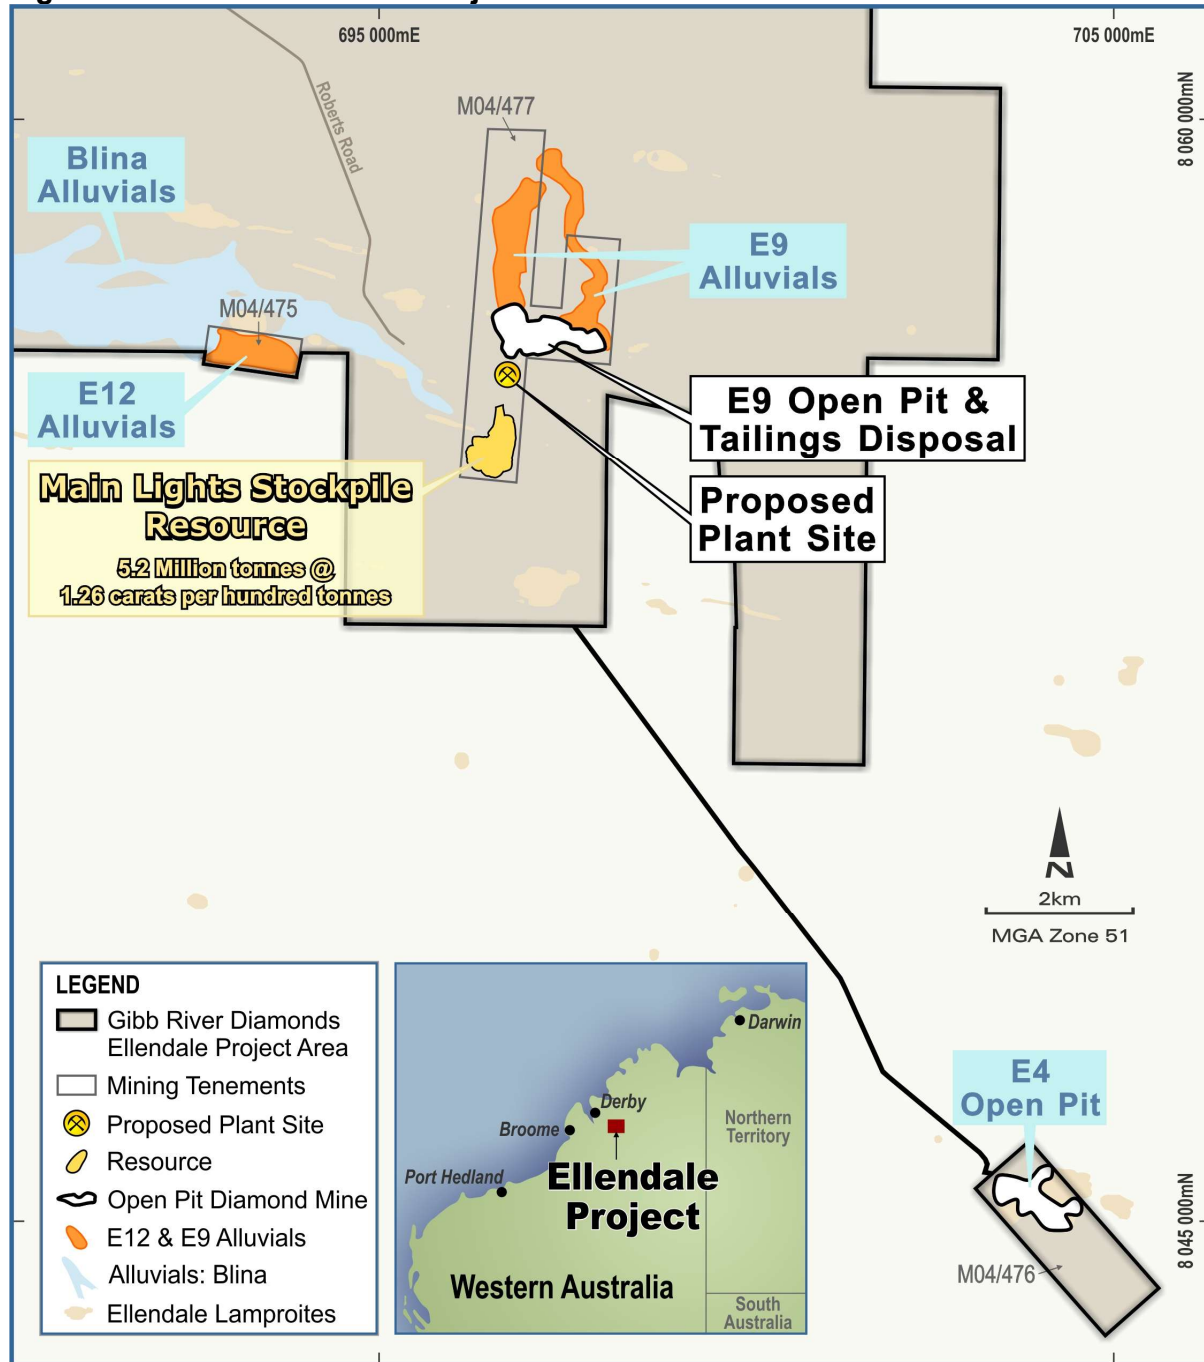 695 000mE
705 000mE
8 060 000mN
Roberts Road
M04/477
Blina
Alluvials
E9
Alluvials
M04/475
E12
Alluvials
E9 Open Pit &
Tailings Disposal
Main Lights Stockpile
Resource
5.2 Million tonnes @
1.26 carats per hundred tonnes
Proposed
Plant Site
N
2km
MGA Zone 51
LEGEND
Gibb River Diamonds
Ellendale Project Area
Mining Tenements
Proposed Plant Site
Resource
Open Pit Diamond Mine
E12 & E9 Alluvials
Alluvials: Blina
Ellendale Lamproites
Darwin
Derby
Broome
Northern
Territory
Port Hedland
Ellendale
Project
Western Australia
South
Australia
E4
Open Pit
M04/476
8 045 000mN